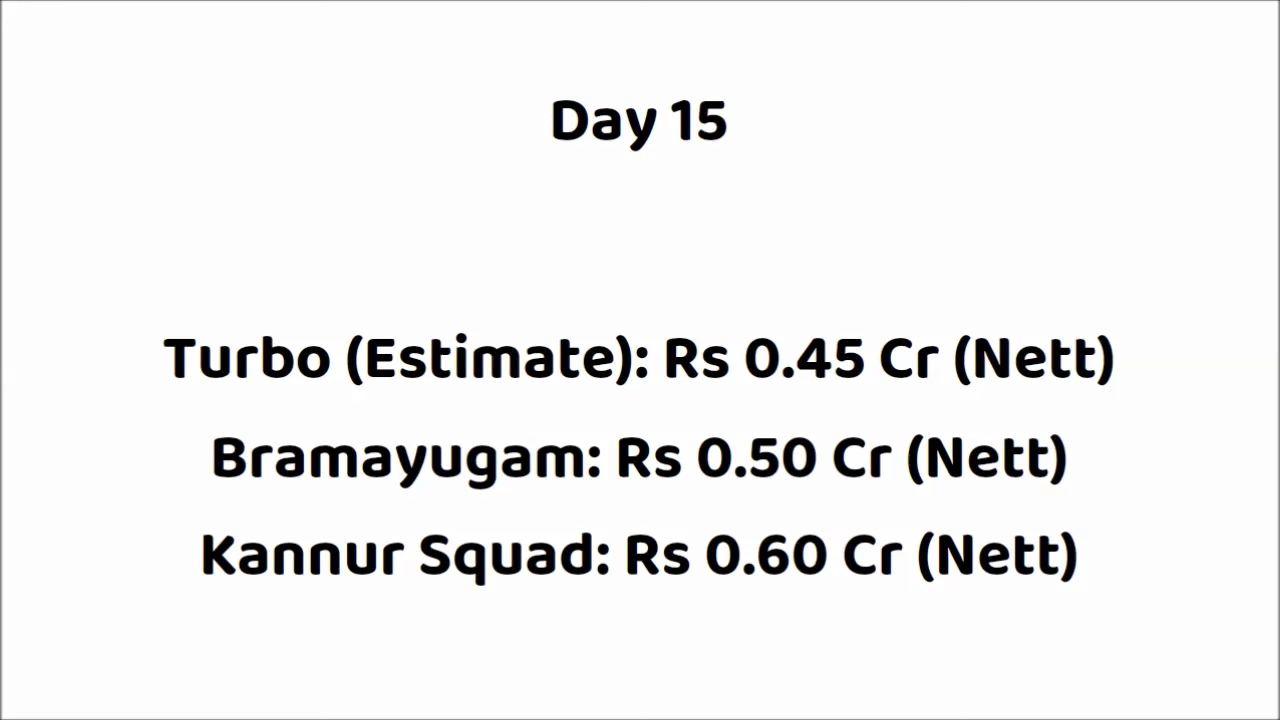 Day 15
Turbo (Estimate): Rs 0.45 Cr (Nett)
Bramayugam: Rs 0.50 Cr (Nett)
Kannur Squad: Rs 0.60 Cr (Nett)